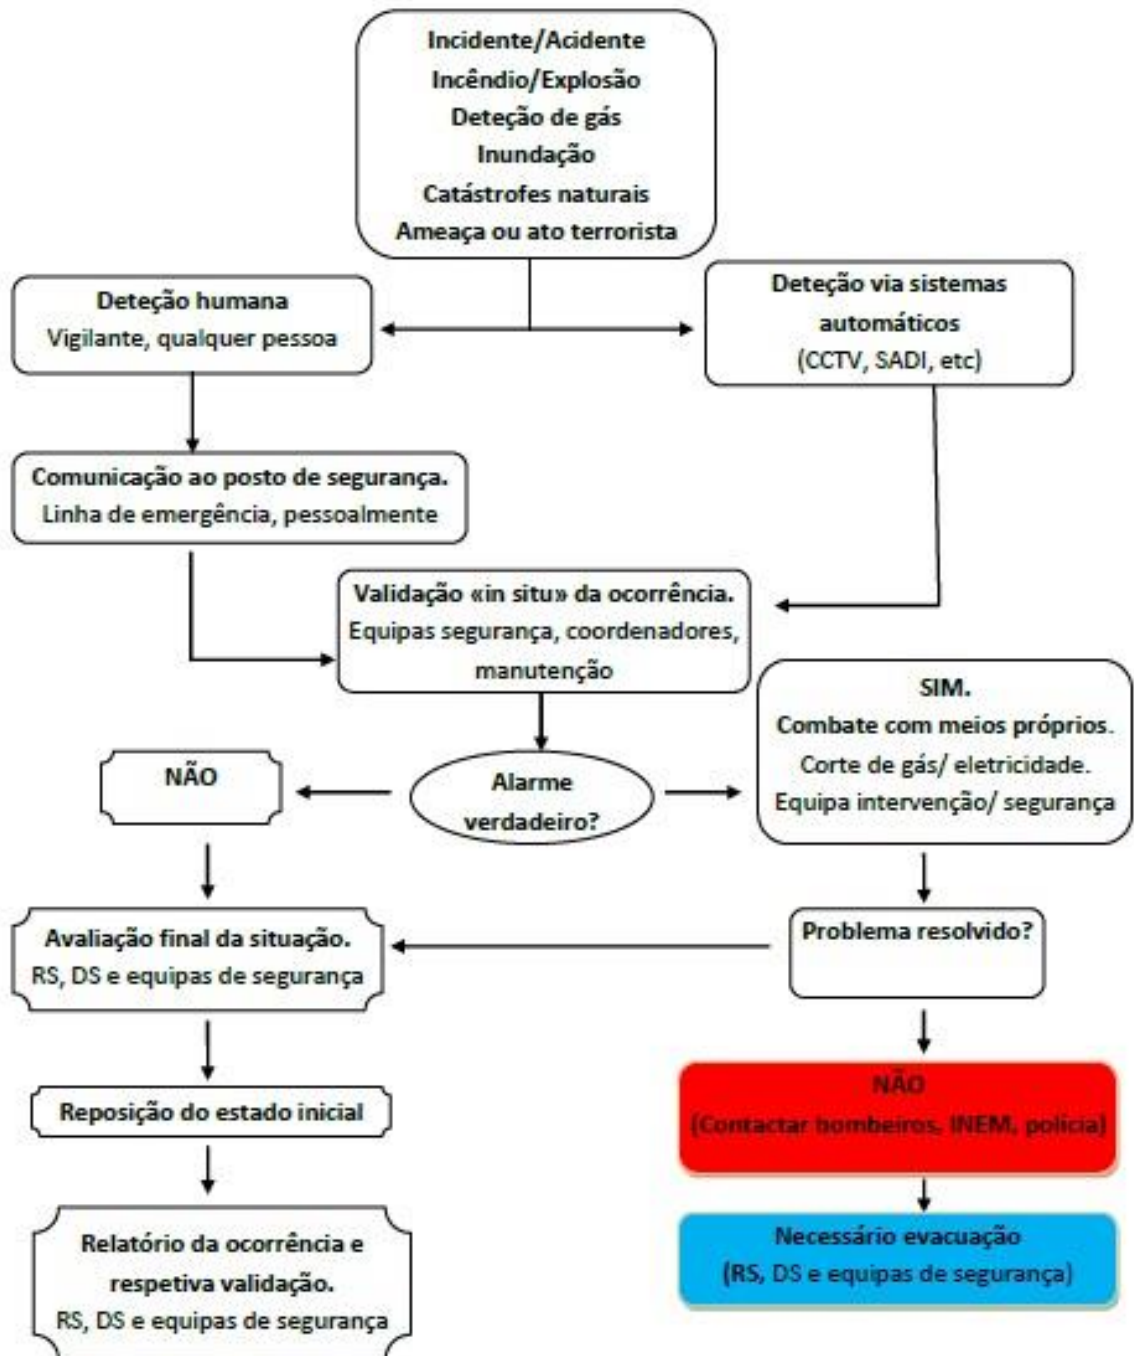 Incidente/Acidente
Incêndio/Explosão
Deteção de gás
Inundação
Catástrofes naturais
Ameaça ou ato terrorista
Deteção humana
Vigilante, qualquer pessoa
Deteção via sistemas
automáticos
(CCTV, SADI, etc)
Comunicação ao posto de segurança.
Linha de emergência, pessoalmente
Validação «in situ» da ocorrência.
Equipas segurança, coordenadores,
manutenção
SIM.
Combate com meios próprios.
Corte de gás/ eletricidade.
Equipa intervenção/ segurança
NÃO
Alarme
verdadeiro?
Avaliação final da situação.
RS, DS e equipas de segurança
Problema resolvido?
Reposição do estado inicial
NÃO
(Contactar bombeiros, INEM, polícia)
Relatório da ocorrência e
respetiva validação.
RS, DS e equipas de segurança
Necessário evacuação
(RS, DS e equipas de segurança)